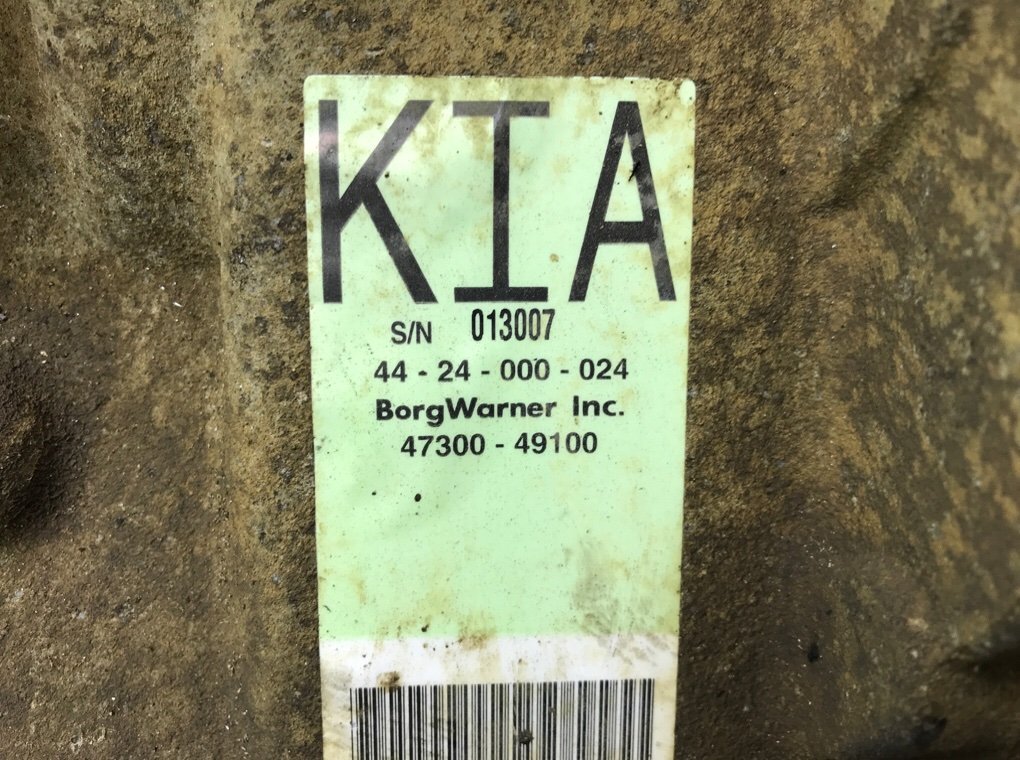 KIA
S/N 013007
44 - 24 - 000 - 024
BorgWarner Inc.
47300 - 49100